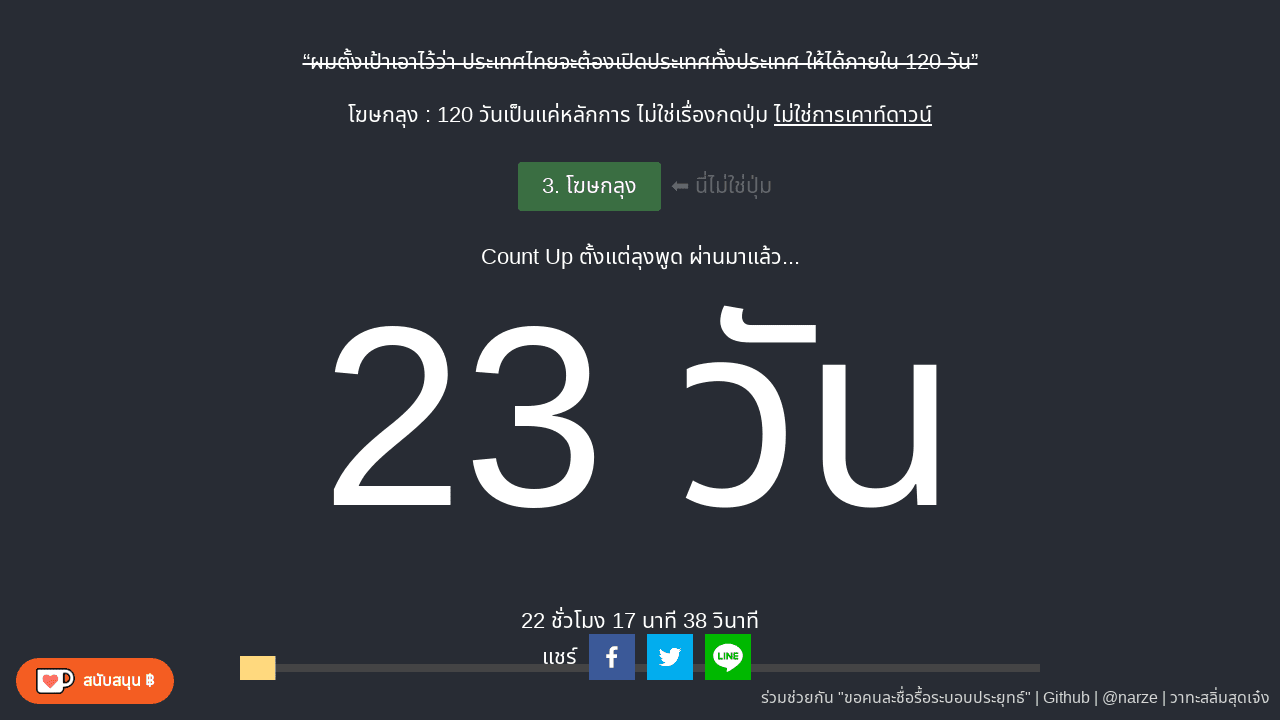 “ผมตั้งเป้าเอาไว้ว่า ประเทศไทยจะต้องเปิดประเทศทั้งประเทศ ให้ได้ภายใน 120 วัน”
โฆษกลุง : 120 วันเป็นแค่หลักการ ไม่ใช่เรื่องกดปุ่ม ไม่ใช่การเคาท์ดาวน์
3. โฆษกลุง ⬅ นี่ไม่ใช่ปุ่ม
Count Up ตั้งแต่ลุงพูด ผ่านมาแล้ว...
23 วัน
22 ชั่วโมง 17 นาที 38 วินาที
แชร์ LINE
สนับสนุน ฿
ร่วมช่วยกัน "ขอคนละชื่อรื้อระบอบประยุทธ์" | Github | @narze | วาทะสลิ่มสุดเจ๋ง